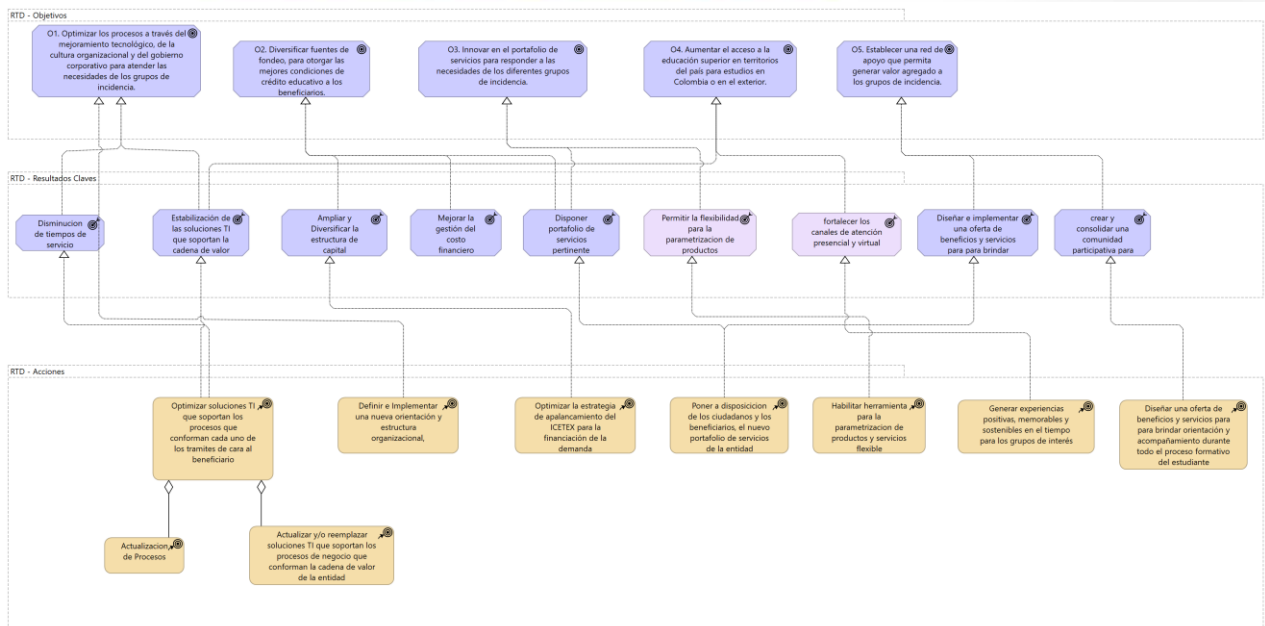 RTD - Objetivos
O1. Optimizar los procesos a través del
mejoramiento tecnológico, de la
cultura organizacional y del gobierno
corporativo para atender las
necesidades de los grupos de
incidencia.
O2. Diversificar fuentes de
fondeo, para otorgar las
mejores condiciones de
crédito educativo a los
beneficiarios.
O3. Innovar en el portafolio de
servicios para responder a las
necesidades de los diferentes grupos
de incidencia.
O4. Aumentar el acceso a la
educación superior en territorios
del país para estudios en
Colombia o en el exterior.
O5. Establecer una red de
apoyo que permita
generar valor agregado a
los grupos de incidencia.
RTD - Resultados Claves
Disminucion
de tiempos de
servicio
Estabilización de
las soluciones TI
que soportan la
cadena de valor
Ampliar y
Diversificar la
estructura de
capital
Mejorar la
gestión del
costo
financiero
Disponer
portafolio de
servicios
pertinente
Permitir la flexibilidad
para la
parametrizacion de
productos
fortalecer los
canales de atención
presencial y virtual
Diseñar e implementar
una oferta de
beneficios y servicios
para para brindar
crear y
consolidar una
comunidad
participativa para
RTD - Acciones
Optimizar soluciones TI
que soportan los
procesos que
conforman cada uno de
los tramites de cara al
beneficiario
Definir e Implementar
una nueva orientación y
estructura
organizacional,
Optimizar la estrategia
de apalancamiento del
ICETEX para la
financiación de la
demanda
Poner a disposicicion
de los ciudadanos y los
beneficiarios, el nuevo
portafolio de servicios
de la entidad
Habilitar herramienta
para la
parametrizacion de
productos y servicios
flexible
Generar experiencias
positivas, memorables y
sostenibles en el tiempo
para los grupos de interés
Diseñar una oferta de
beneficios y servicios para
para brindar orientación y
acompañamiento durante
todo el proceso formativo
del estudiante
Actualizacion
de Procesos
Actualizar y/o reemplazar
soluciones TI que soportan los
procesos de negocio que
conforman la cadena de valor
de la entidad